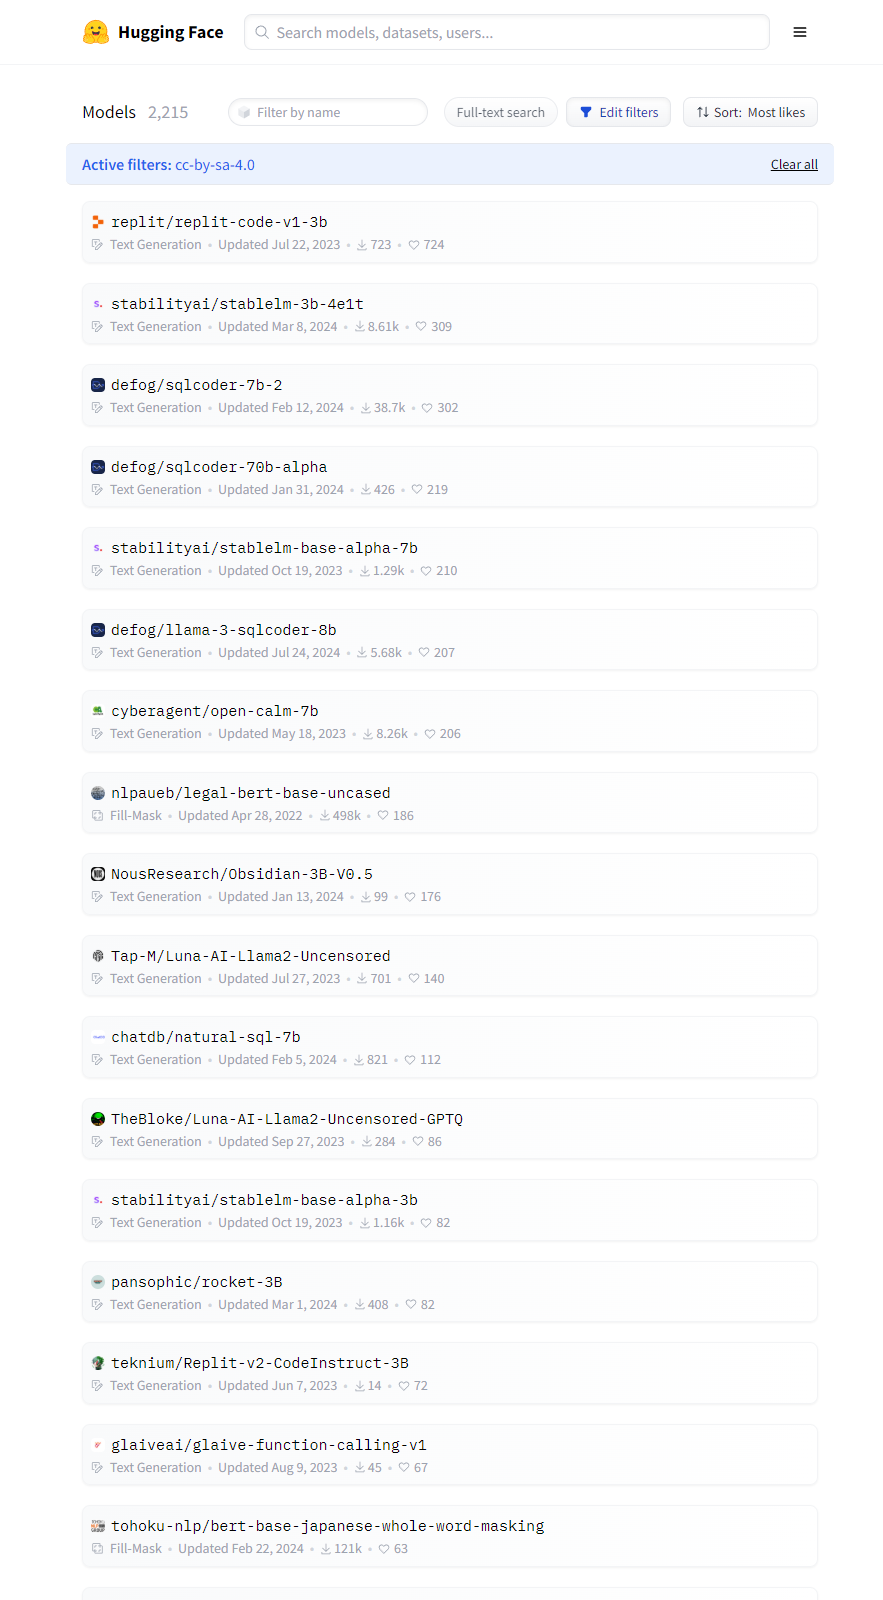 Hugging Face
Search models, datasets, users...
Models 2,215
Filter by name
Full-text search
Edit filters
Sort: Most likes
Active filters: cc-by-sa-4.0
Clear all
replit/replit-code-v1-3b
Text Generation • Updated Jul 22, 2023 • 723 • 724
stabilityai/stablelm-3b-4e1t
Text Generation • Updated Mar 8, 2024 • 8.61k • 309
defog/sqlcoder-7b-2
Text Generation • Updated Feb 12, 2024 • 38.7k • 302
defog/sqlcoder-70b-alpha
Text Generation • Updated Jan 31, 2024 • 426 • 219
stabilityai/stablelm-base-alpha-7b
Text Generation • Updated Oct 19, 2023 • 1.29k • 210
defog/llama-3-sqlcoder-8b
Text Generation • Updated Jul 24, 2024 • 5.68k • 207
cyberagent/open-calm-7b
Text Generation • Updated May 18, 2023 • 8.26k • 206
nlpaueb/legal-bert-base-uncased
Fill-Mask • Updated Apr 28, 2022 • 498k • 186
NousResearch/Obsidian-3B-V0.5
Text Generation • Updated Jan 13, 2024 • 99 • 176
Tap-M/Luna-AI-Llama2-Uncensored
Text Generation • Updated Jul 27, 2023 • 701 • 140
chatdb/natural-sql-7b
Text Generation • Updated Feb 5, 2024 • 821 • 112
TheBloke/Luna-AI-Llama2-Uncensored-GPTQ
Text Generation • Updated Sep 27, 2023 • 284 • 86
stabilityai/stablelm-base-alpha-3b
Text Generation • Updated Oct 19, 2023 • 1.16k • 82
pansophic/rocket-3B
Text Generation • Updated Mar 1, 2024 • 408 • 82
teknium/Replit-v2-CodeInstruct-3B
Text Generation • Updated Jun 7, 2023 • 14 • 72
glaiveai/glaive-function-calling-v1
Text Generation • Updated Aug 9, 2023 • 45 • 67
tohoku-nlp/bert-base-japanese-whole-word-masking
Fill-Mask • Updated Feb 22, 2024 • 121k • 63